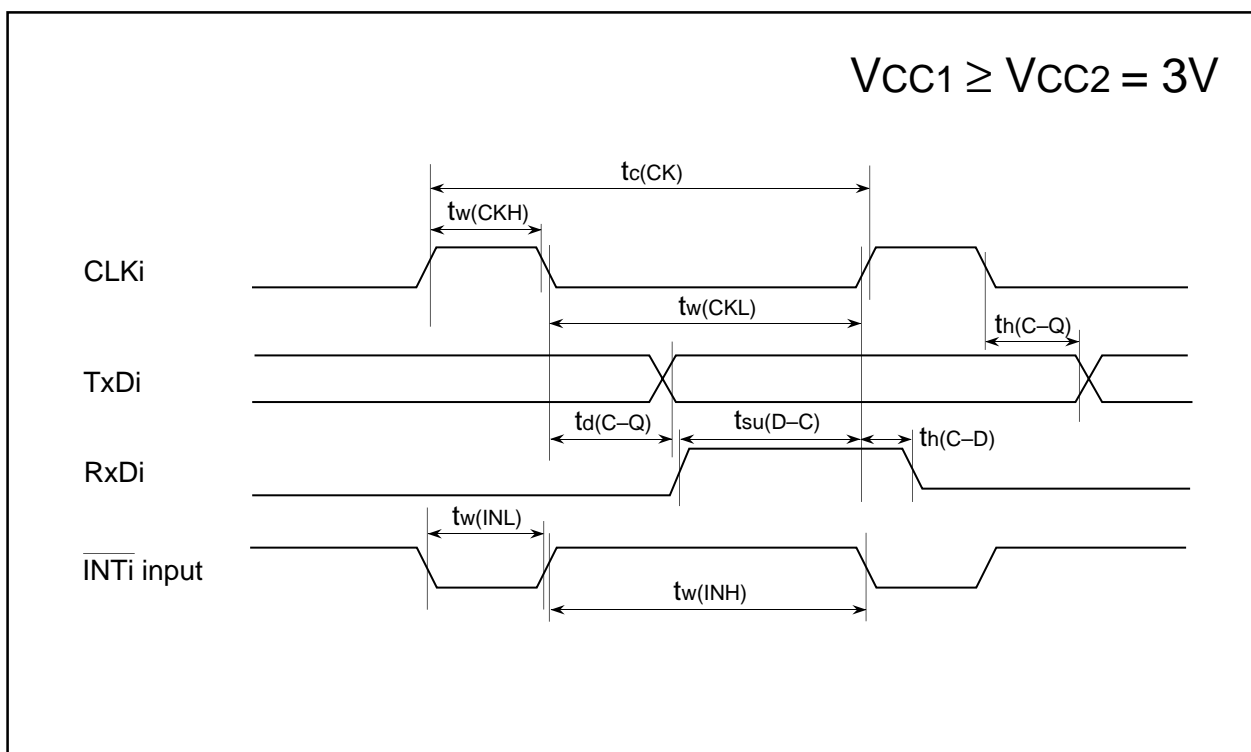 VCC1 ≥ VCC2 = 3V
tc(CK)
tw(CKH)
CLKi
tw(CKL)
th(C–Q)
TxDi
td(C–Q)
tsu(D–C)
th(C–D)
RxDi
tw(INL)
INTi input
tw(INH)